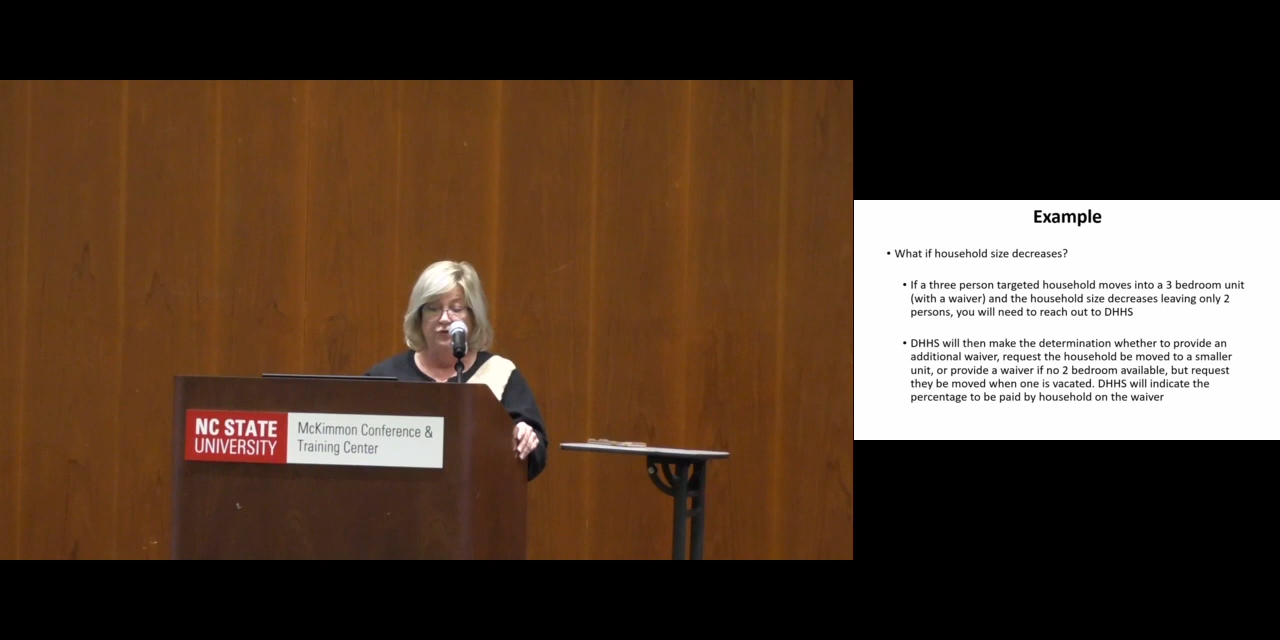 NC STATE
UNIVERSITY
McKimmon Conference &
Training Center
Example
• What if household size decreases?
• If a three person targeted household moves into a 3 bedroom unit
(with a waiver) and the household size decreases leaving only 2
persons, you will need to reach out to DHHS
• DHHS will then make the determination whether to provide an
additional waiver, request the household be moved to a smaller
unit, or provide a waiver if no 2 bedroom available, but request
they be moved when one is vacated. DHHS will indicate the
percentage to be paid by household on the waiver